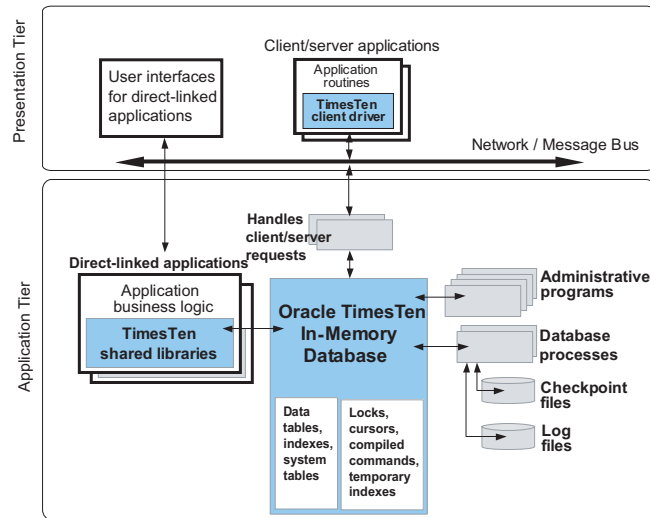 Presentation Tier
Client/server applications
User interfaces
for direct-linked
applications
Application
routines
TimesTen
client driver
Network / Message Bus
Application Tier
Handles
client/server
requests
Direct-linked applications
Application
business logic
TimesTen
shared libraries
Oracle TimesTen
In-Memory
Database
Administrative
programs
Database
processes
Checkpoint
files
Log
files
Data
tables,
indexes,
system
tables
Locks,
cursors,
compiled
commands,
temporary
indexes